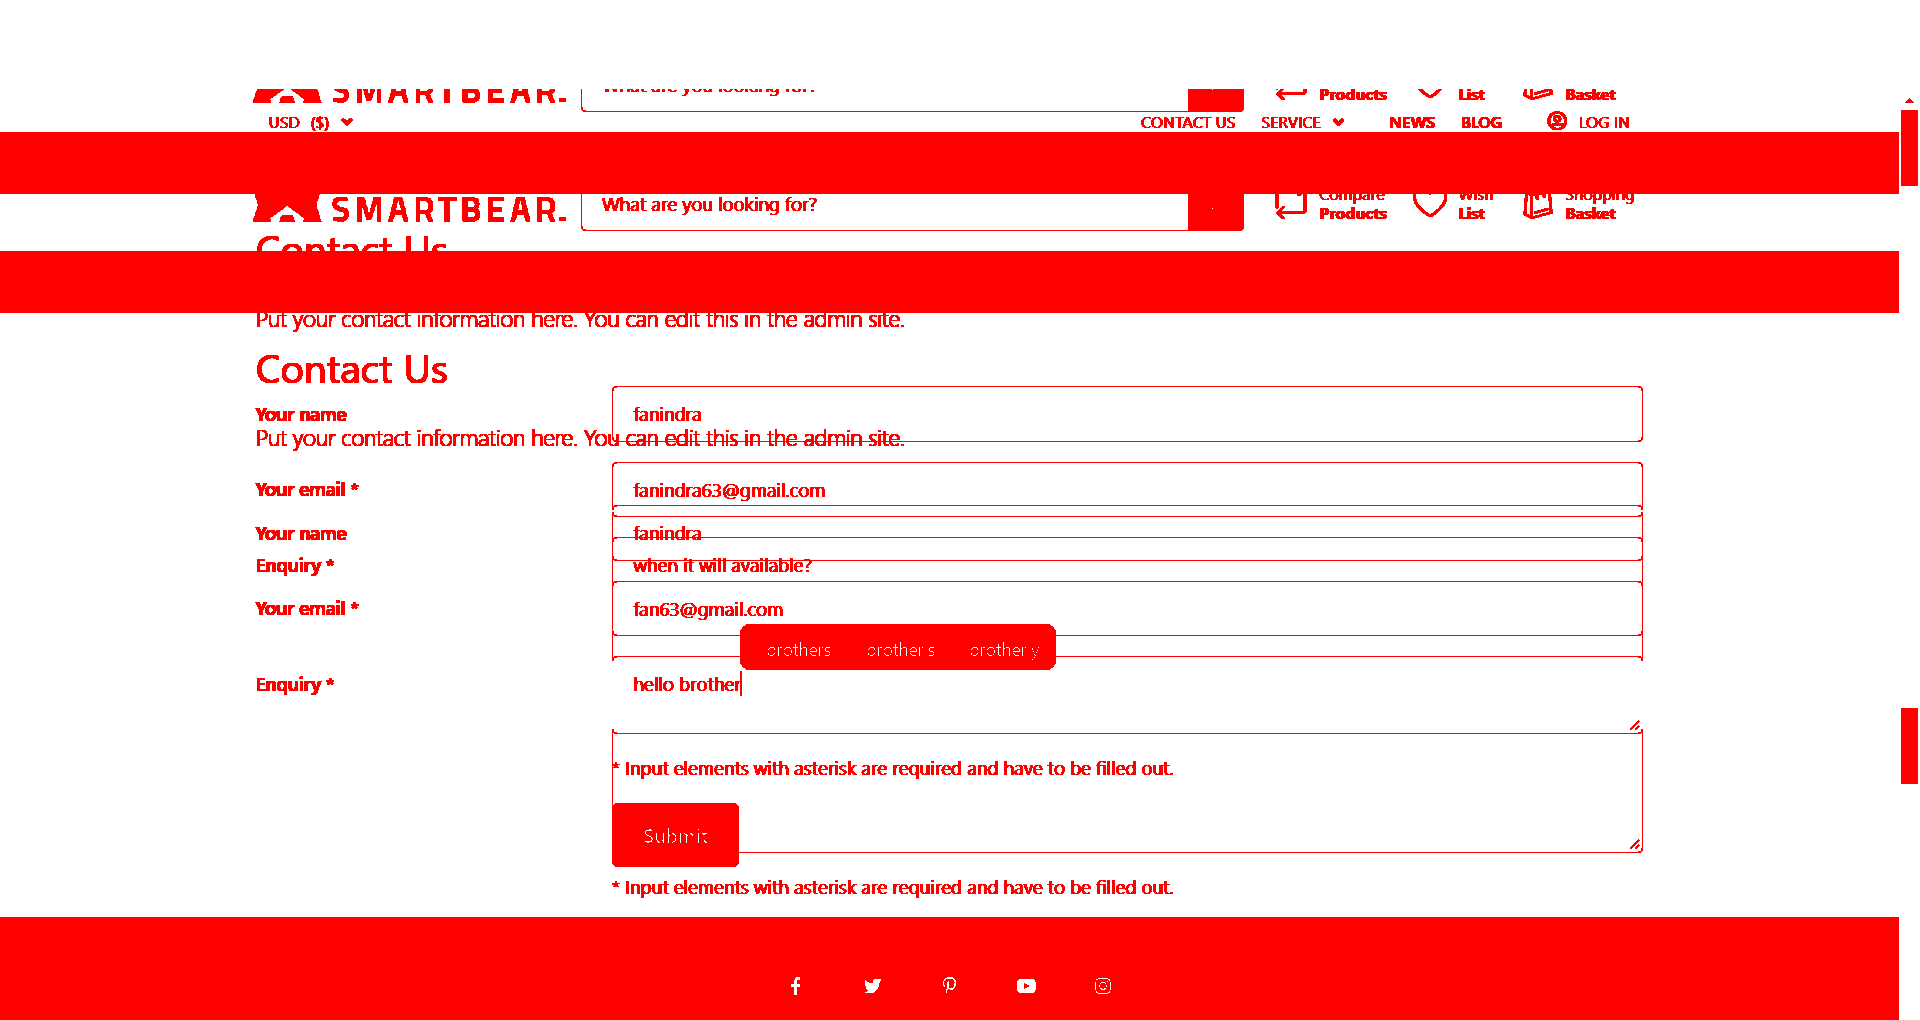 SMARTBEAR.
What are you looking for?
Products
List
Basket
USD ($)
CONTACT US
SERVICE
NEWS
BLOG
LOG IN
SMARTBEAR.
What are you looking for?
Compare
Products
Wish
List
Shopping
Basket
Contact Us
Put your contact information here. You can edit this in the admin site.
Contact Us
Your name
fanindra
Put your contact information here. You can edit this in the admin site.
Your email *
fanindra63@gmail.com
Your name
fanindra
Enquiry *
when it will available?
Your email *
fan63@gmail.com
brothers
brother's
brotherly
Enquiry *
hello brother
* Input elements with asterisk are required and have to be filled out.
Submit
* Input elements with asterisk are required and have to be filled out.